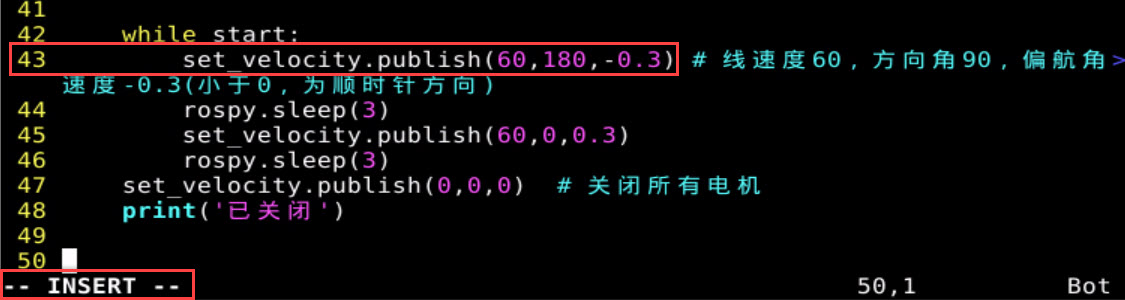 41
42     while start:
43         set_velocity.publish(60,180,-0.3) # 线速度60，方向角90，偏航角>
速度-0.3(小于0，为顺时针方向)
44         rospy.sleep(3)
45         set_velocity.publish(60,0,0.3)
46         rospy.sleep(3)
47     set_velocity.publish(0,0,0)  # 关闭所有电机
48     print('已关闭')
49
50
-- INSERT -- 50,1 Bot